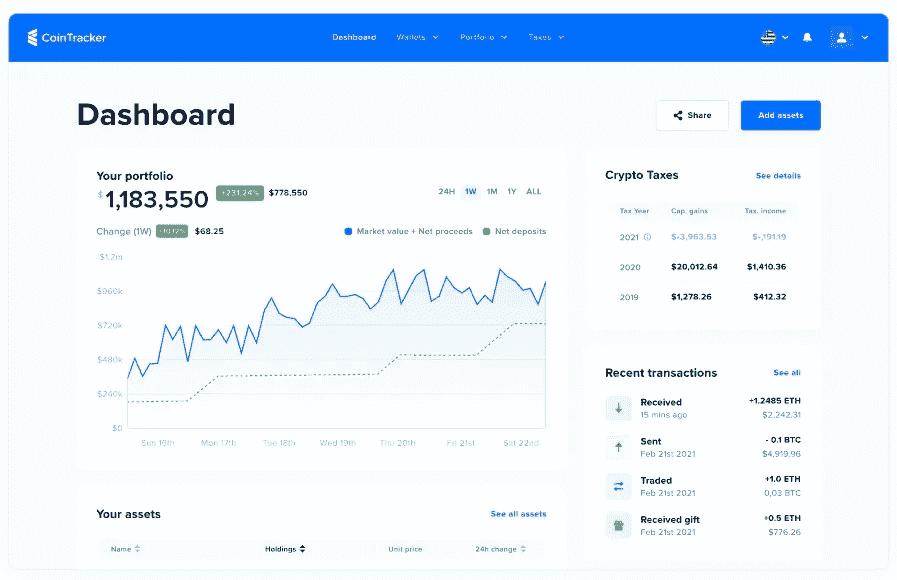 CoinTracker
Dashboard Wallets Portfolio Taxes
Dashboard
Share
Add assets
Your portfolio
$1,183,550 +231.24% $778,550
24H 1W 1M 1Y ALL
Change (1W) $68.25
Market value + Net proceeds Net deposits
$1.2m
$960k
$720k
$480k
$240k
$0
Sun 16th Mon 17th Tue 18th Wed 19th Thu 20th Fri 21st Sat 22nd
Your assets
See all assets
Name Holdings Unit price 24h change
Crypto Taxes
See details
Tax Year Cap. gains Tax. income
2021 $-3,963.53 $-,191.19
2020 $20,012.64 $1,410.36
2019 $1,278.26 $412.32
Recent transactions
See all
Received +1.2485 ETH
15 mins ago $2,242.31
Sent - 0.1 BTC
Feb 21st 2021 $4,919.96
Traded +1.0 ETH
Feb 21st 2021 0,03 BTC
Received gift +0.5 ETH
Feb 21st 2021 $776.26